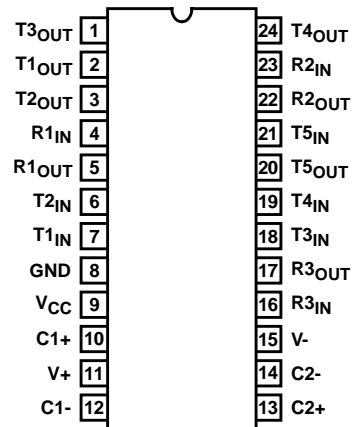 T3OUT 1 24 T4OUT
T1OUT 2 23 R2IN
T2OUT 3 22 R2OUT
R1IN 4 21 T5IN
R1OUT 5 20 T5OUT
T2IN 6 19 T4IN
T1IN 7 18 T3IN
GND 8 17 R3OUT
VCC 9 16 R3IN
C1+ 10 15 V-
V+ 11 14 C2-
C1- 12 13 C2+